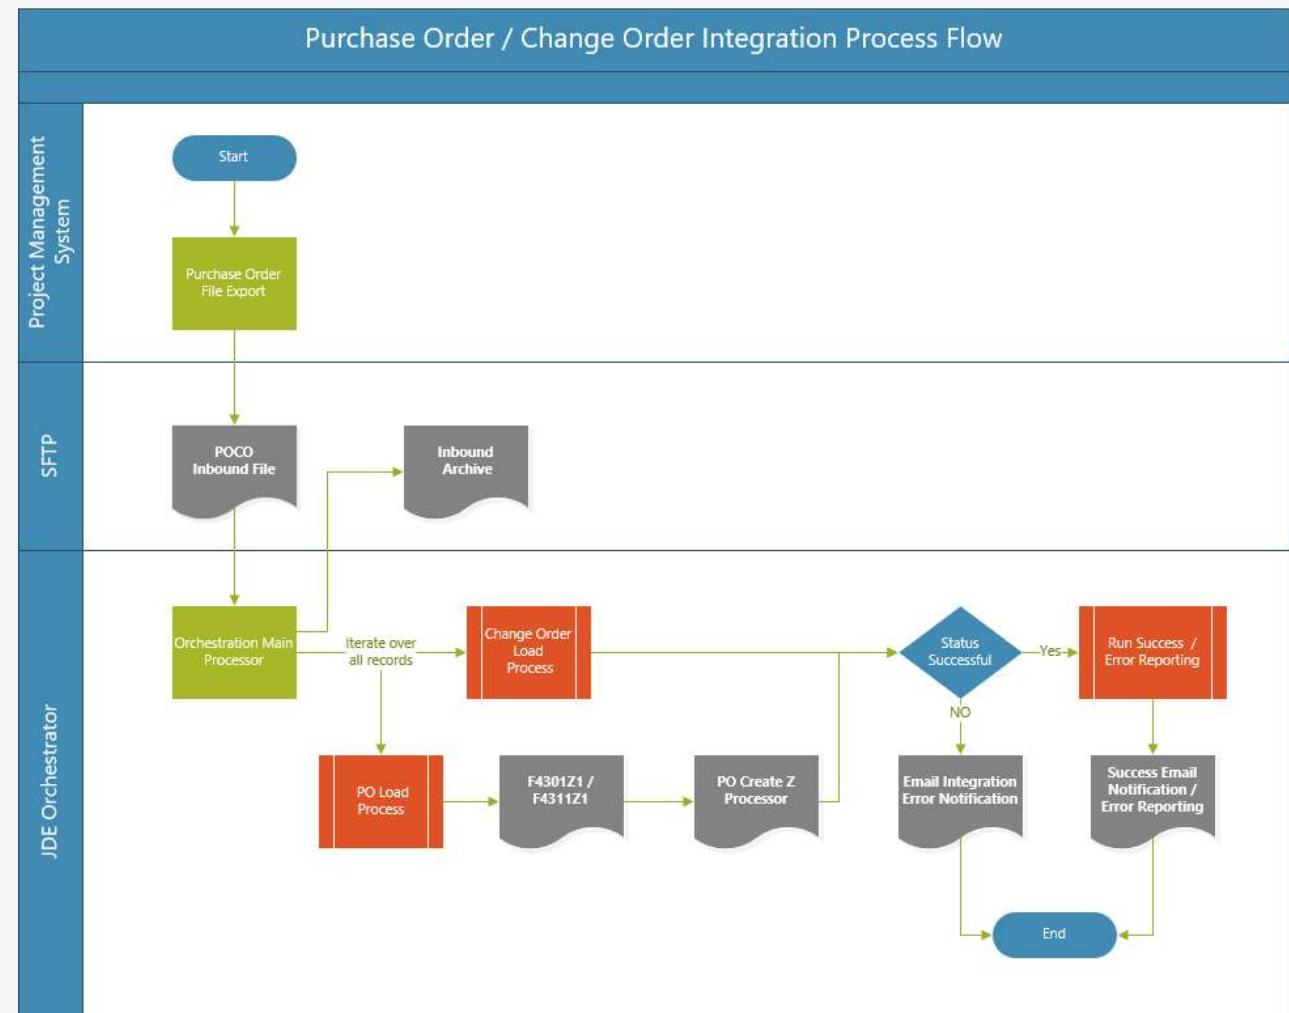 Purchase Order / Change Order Integration Process Flow
Project Management
System
Start
Purchase Order
File Export
SFTP
POCO
Inbound File
Inbound
Archive
JDE Orchestrator
Orchestration Main
Processor
Iterate over
all records
Change Order
Load
Process
Status
Successful
Yes
Run Success /
Error Reporting
NO
PO Load
Process
F4301Z1 /
F4311Z1
PO Create Z
Processor
Email Integration
Error Notification
Success Email
Notification /
Error Reporting
End